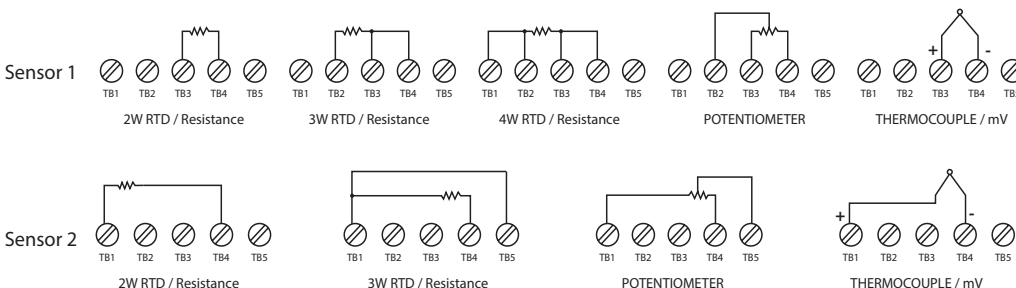 + -
Sensor 1
TB1 TB2 TB3 TB4 TB5 TB1 TB2 TB3 TB4 TB5 TB1 TB2 TB3 TB4 TB5 TB1 TB2 TB3 TB4 TB5 TB1 TB2 TB3 TB4
2W RTD / Resistance 3W RTD / Resistance 4W RTD / Resistance POTENTIOMETER THERMOCOUPLE / mV
+ -
Sensor 2
TB1 TB2 TB3 TB4 TB5 TB1 TB2 TB3 TB4 TB5 TB1 TB2 TB3 TB4 TB5 TB1 TB2 TB3 TB4 TB5
2W RTD / Resistance 3W RTD / Resistance POTENTIOMETER THERMOCOUPLE / mV